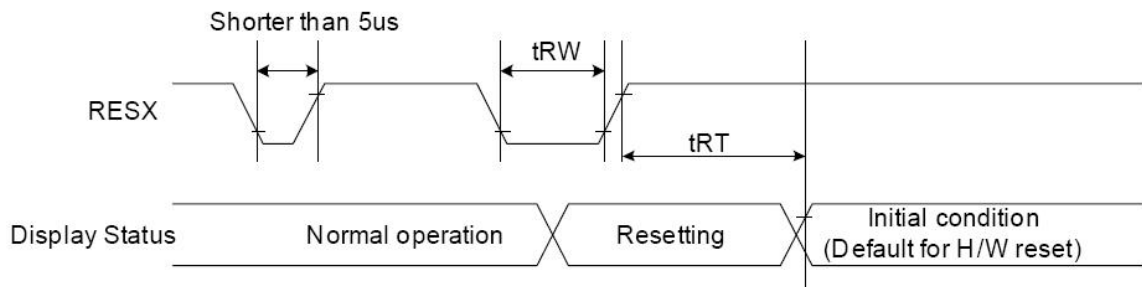 Shorter than 5us
tRW
RESX
tRT
Display Status
Normal operation
Resetting
Initial condition
(Default for H/W reset)